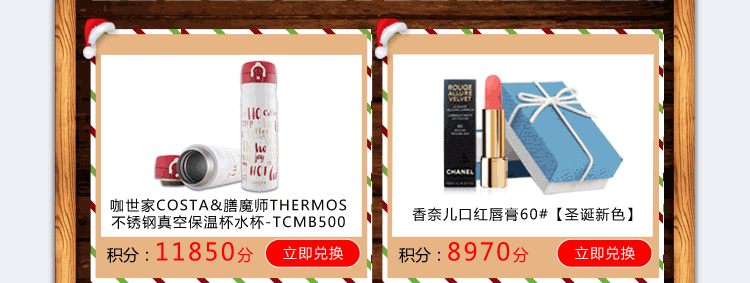 HO
joy
HOT
ROUGE
ALLURE
VELVET
CHANEL
咖世家COSTA&膳魔师THERMOS
不锈钢真空保温杯水杯-TCMB500
香奈儿口红唇膏60#【圣诞新色】
积分:11850分 立即兑换
积分:8970分 立即兑换